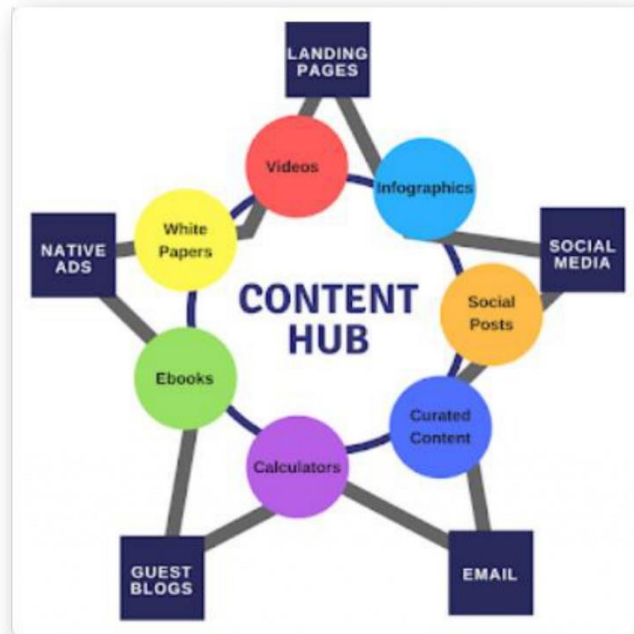 LANDING
PAGES
Videos
Infographics
White
Papers
NATIVE
ADS
SOCIAL
MEDIA
CONTENT
HUB
Social
Posts
Ebooks
Curated
Content
Calculators
GUEST
BLOGS
EMAIL